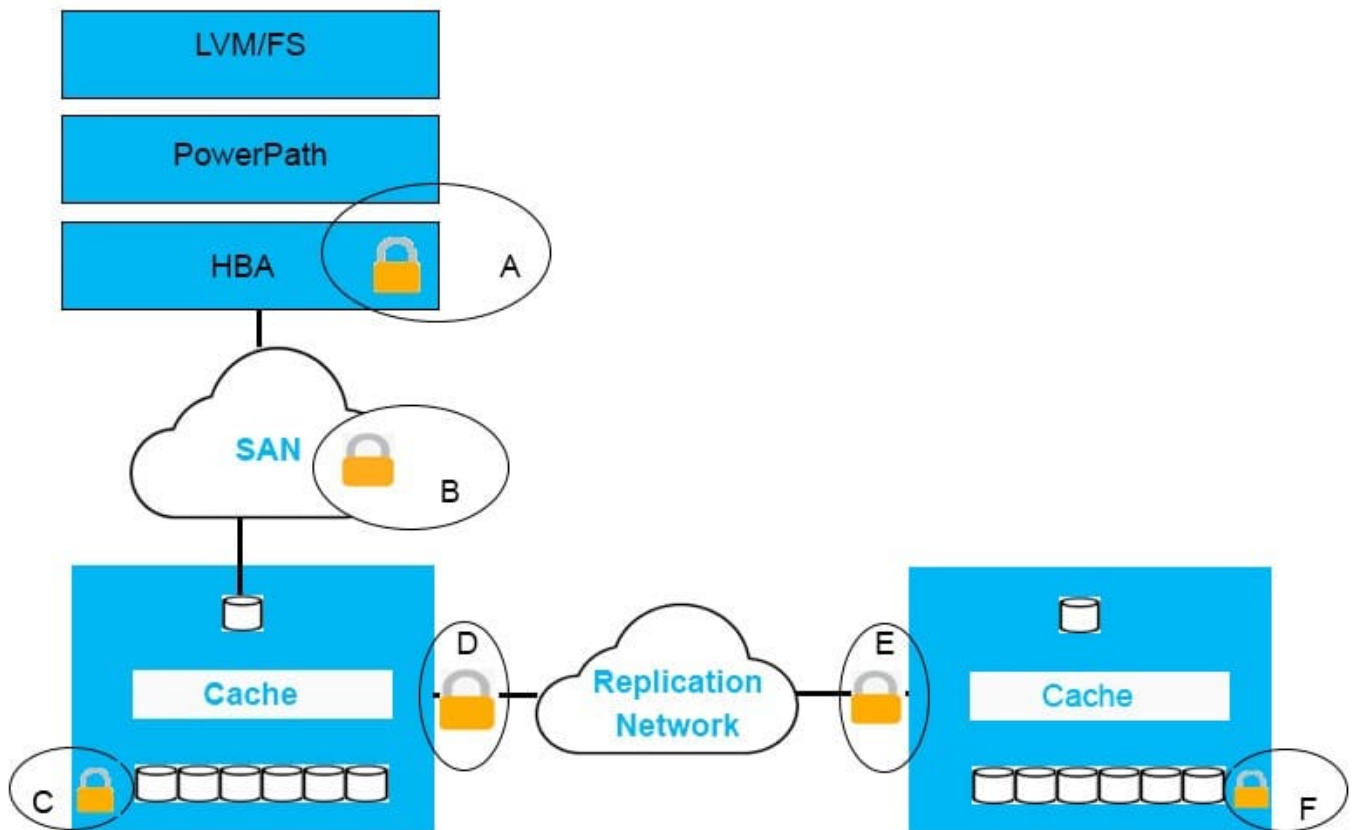 LVM/FS
PowerPath
HBA
A
SAN
B
D
E
Replication
Network
Cache
Cache
C
F